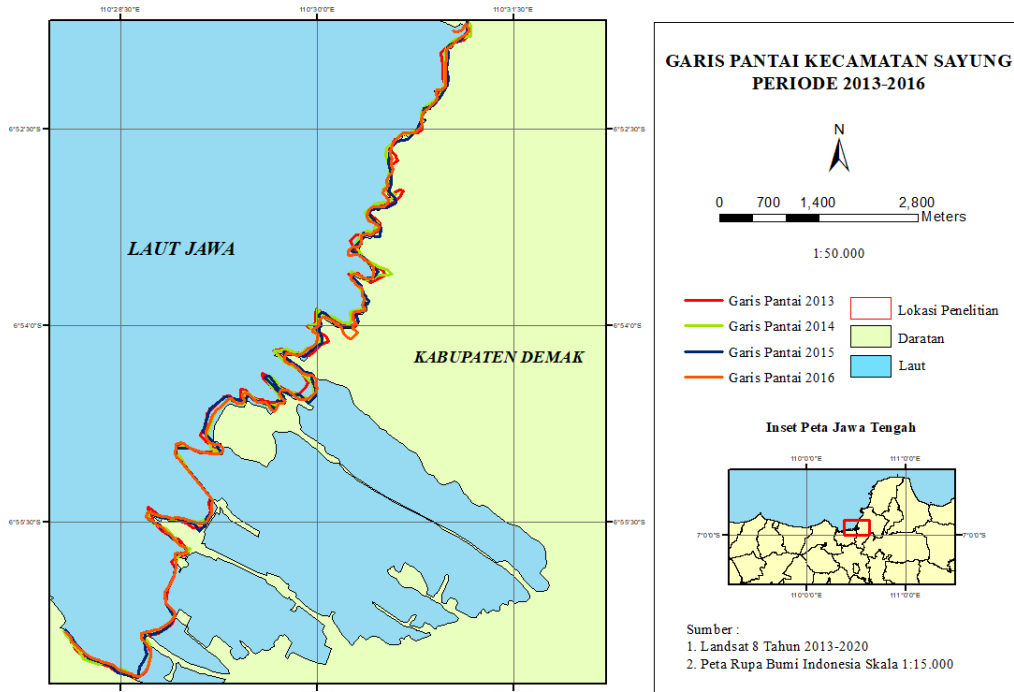 110°28'30"E 110°30'0"E 110°31'30"E
6°52'30"S 6°52'30"S
LAUT JAWA
6°54'0"S 6°54'0"S
KABUPATEN DEMAK
6°55'30"S 6°55'30"S
GARIS PANTAI KECAMATAN SAYUNG
PERIODE 2013-2016
N
0 700 1,400 2,800
Meters
1:50.000
Garis Pantai 2013
Garis Pantai 2014
Garis Pantai 2015
Garis Pantai 2016
Lokasi Penelitian
Daratan
Laut
Inset Peta Jawa Tengah
110°0'0"E 111°0'0"E
7°0'0"S 7°0'0"S
110°0'0"E 111°0'0"E
Sumber :
1. Landsat 8 Tahun 2013-2020
2. Peta Rupa Bumi Indonesia Skala 1:15.000